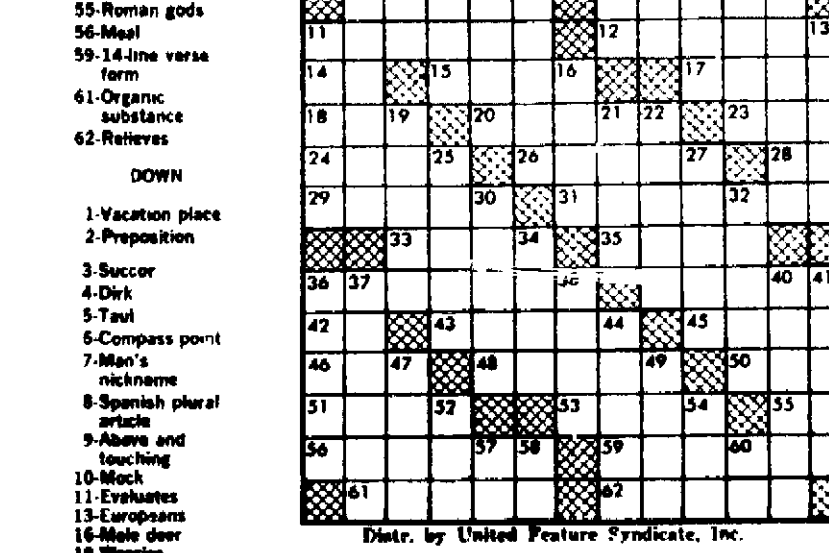 55-Roman gods
56-Meal
59-14-line verse
form
61-Organic
substance
62-Relieves
DOWN
1-Vacation place
2-Preposition
3-Succor
4-Dirk
5-Taut
6-Compass point
7-Man's
nickname
8-Spanish plural
article
9-Above and
touching
10-Mock
11-Evaluates
13-Europeans
16-Male deer
11 12 13
14 15 16 17
18 19 20 21 22 23
24 25 26 27 28
29 30 31 32
33 34 35
36 37 38 40 41
42 43 44 45
46 47 48 49 50
51 52 53 54 55
56 57 58 59 60
61 62
Distr. by United Feature Syndicate, Inc.